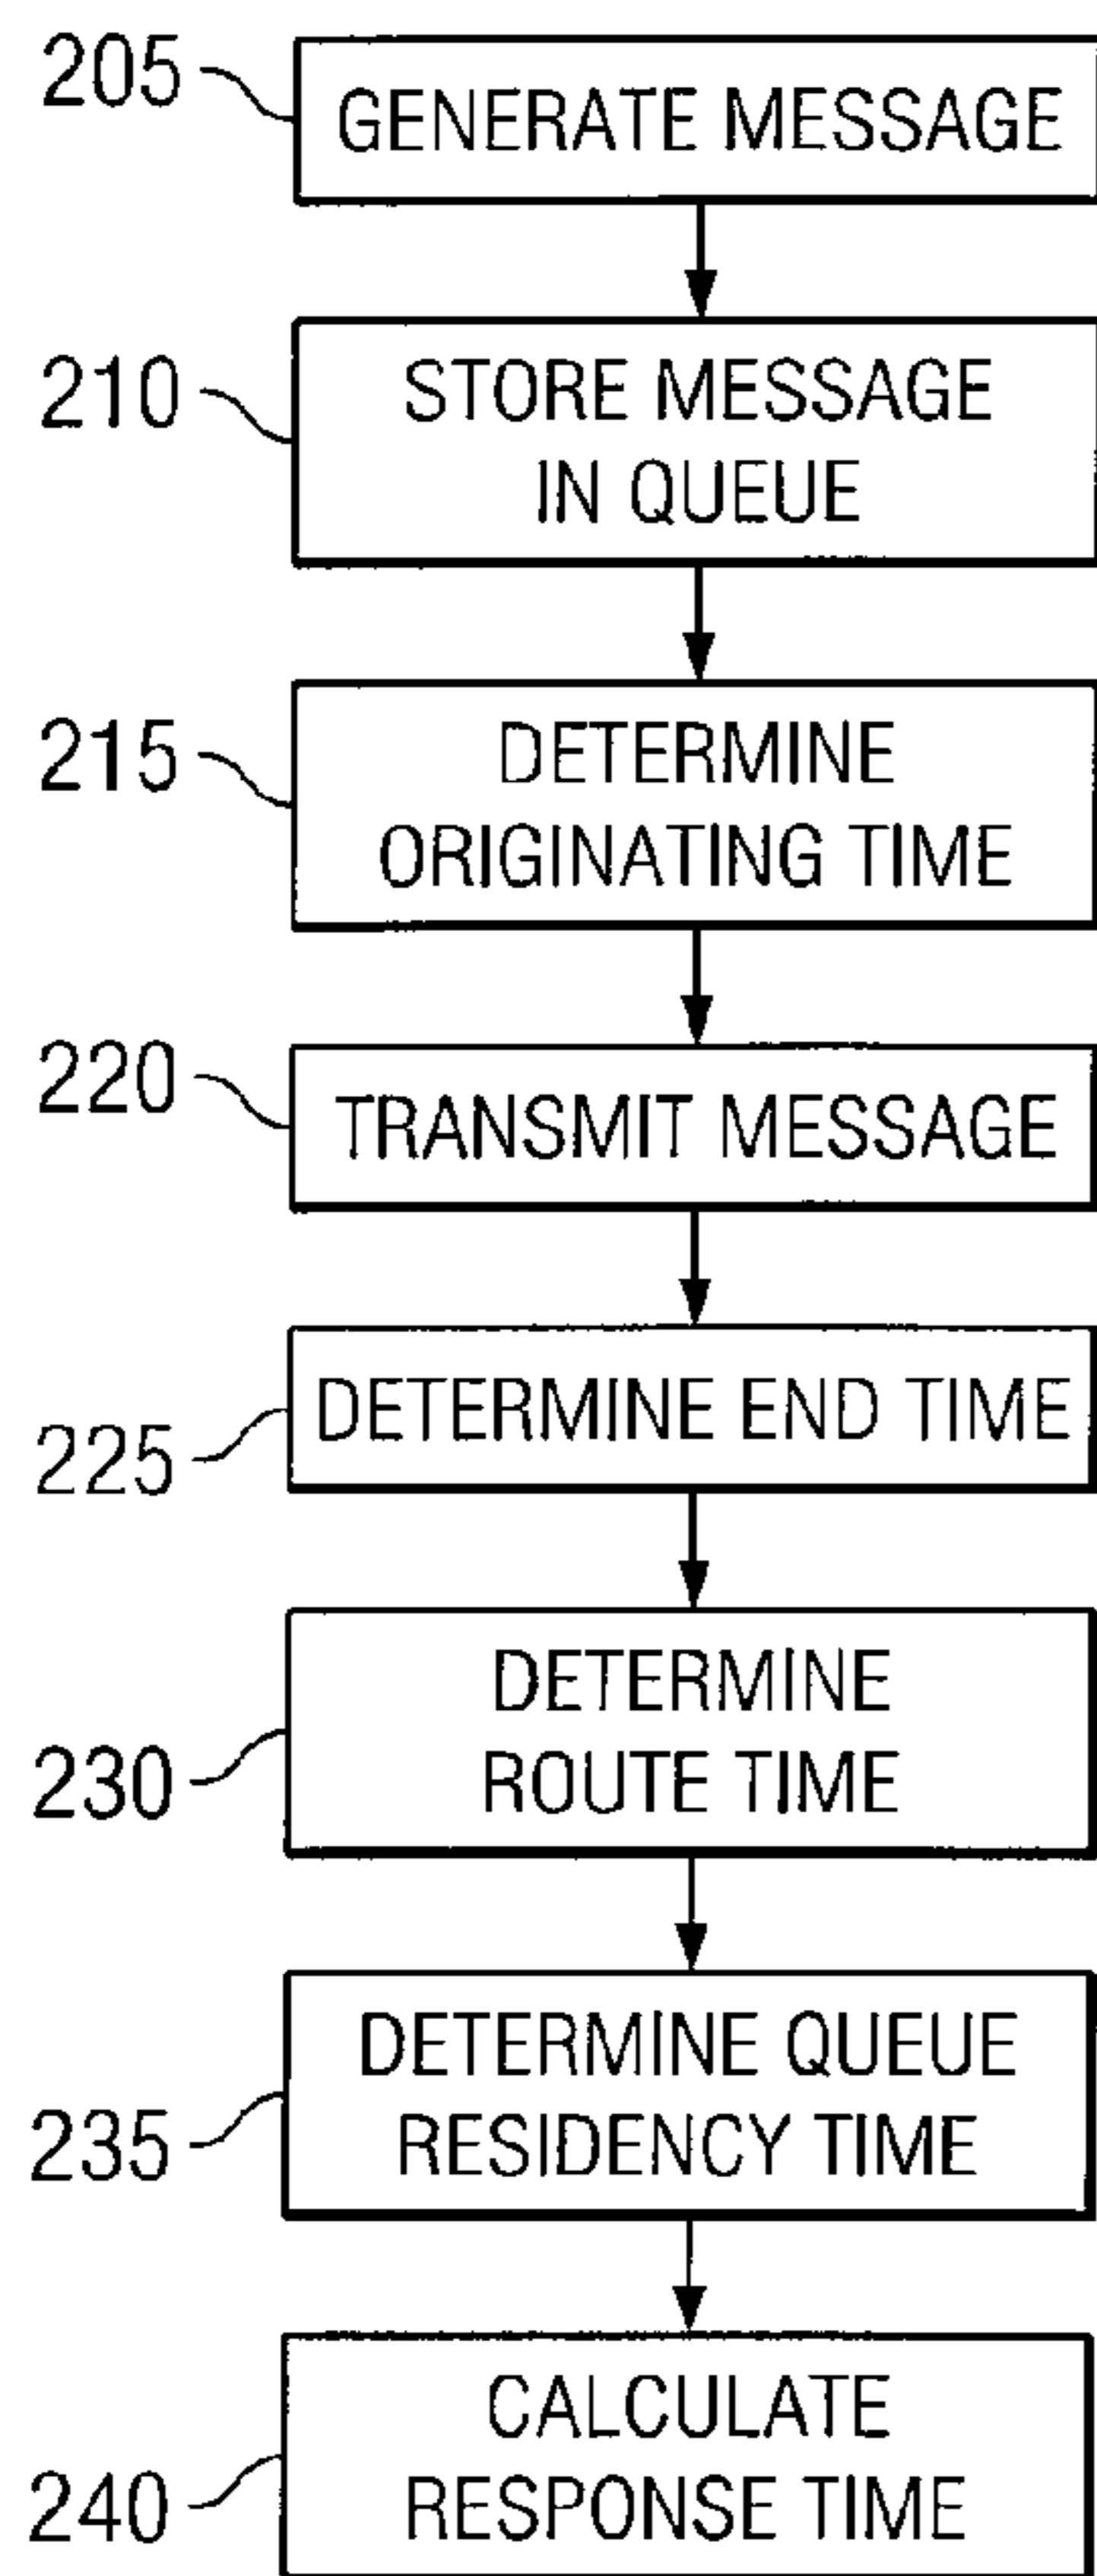 205
GENERATE MESSAGE
210
STORE MESSAGE
IN QUEUE
215
DETERMINE
ORIGINATING TIME
220
TRANSMIT MESSAGE
225
DETERMINE END TIME
230
DETERMINE
ROUTE TIME
235
DETERMINE QUEUE
RESIDENCY TIME
240
CALCULATE
RESPONSE TIME